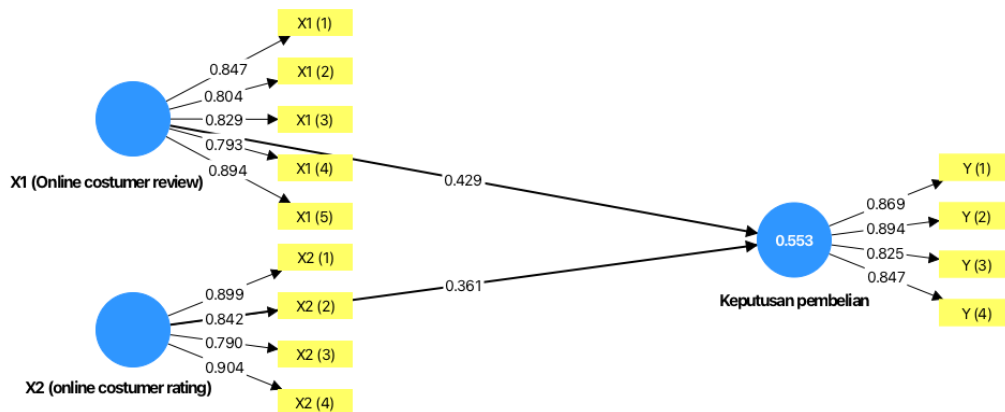 X1 (1)
0.847
X1 (2)
0.804
0.829
X1 (3)
0.793
X1 (4)
0.894
X1 (Online costumer review)
X1 (5)
0.429
Y (1)
0.869
Y (2)
0.894
0.553
0.825
Y (3)
0.847
Keputusan pembelian
Y (4)
X2 (1)
0.899
0.361
X2 (2)
0.842
0.790
X2 (3)
0.904
X2 (online costumer rating)
X2 (4)